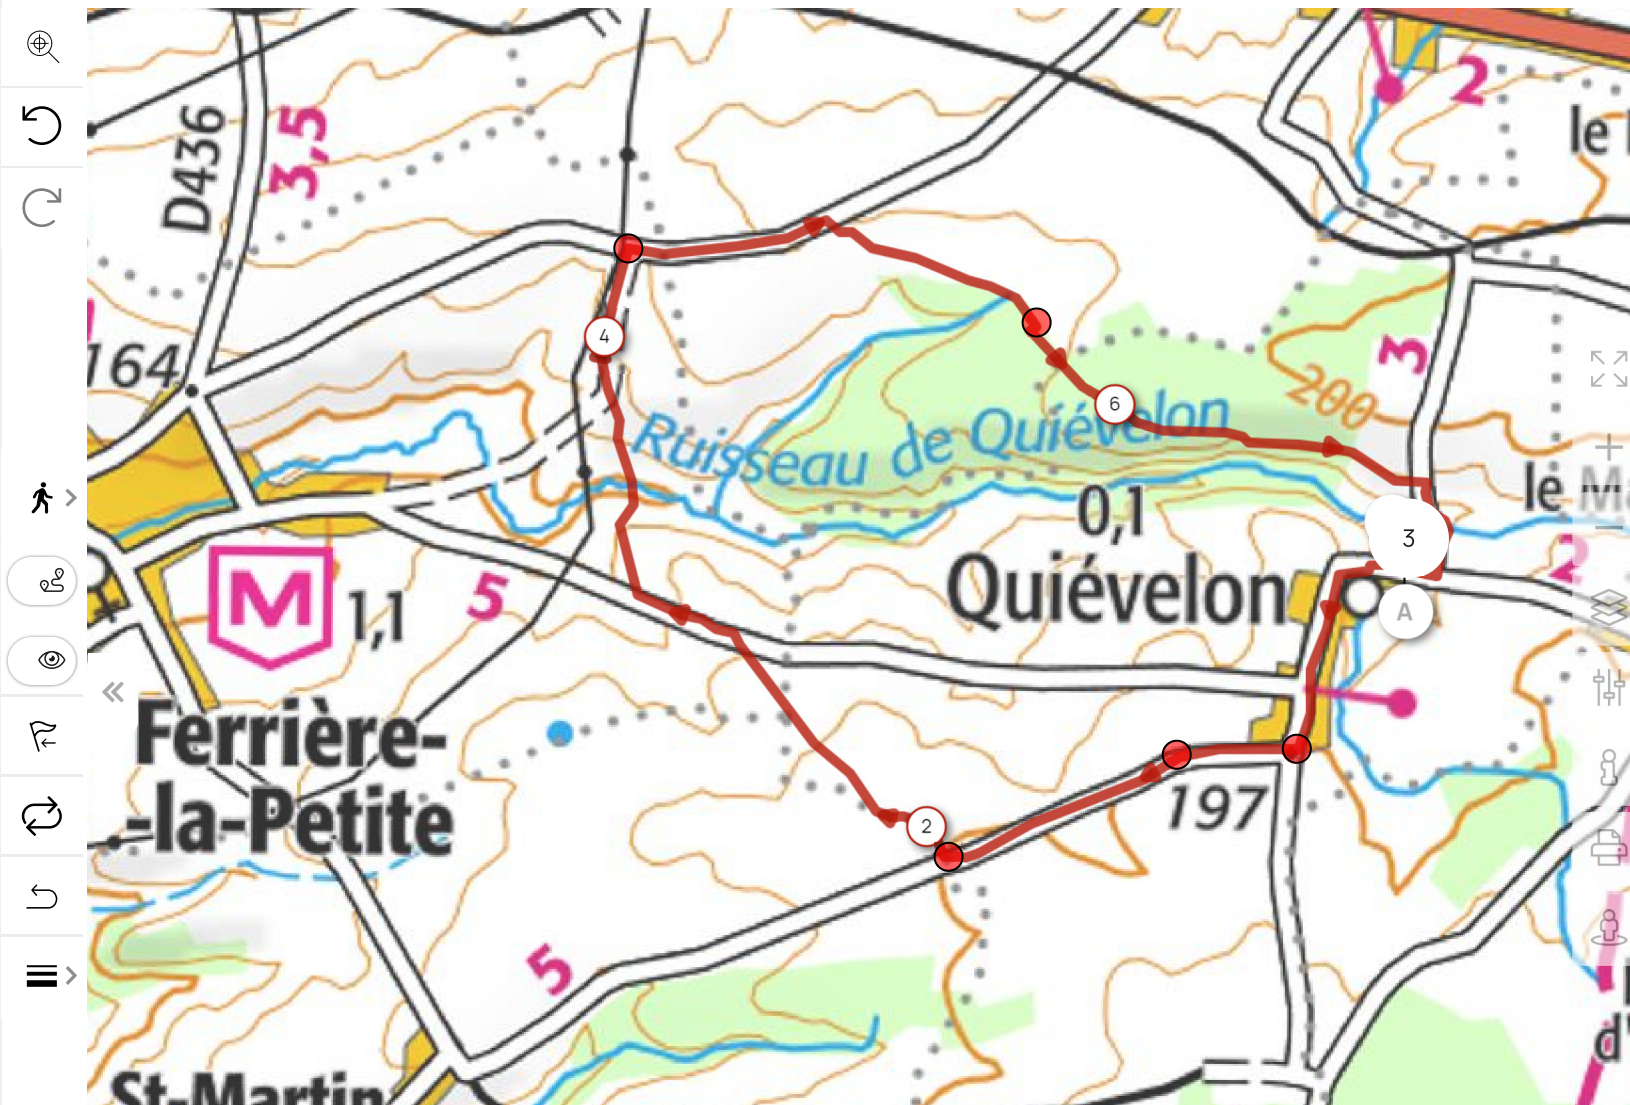 2
le
D436
3,5
4
164
3
200
6
Ruisseau de Quiévelon
le M
0,1
3
2
Quiévelon
A
M
1,1
5
Ferrière-
-la-Petite
2
197
5
d'
St-Martin